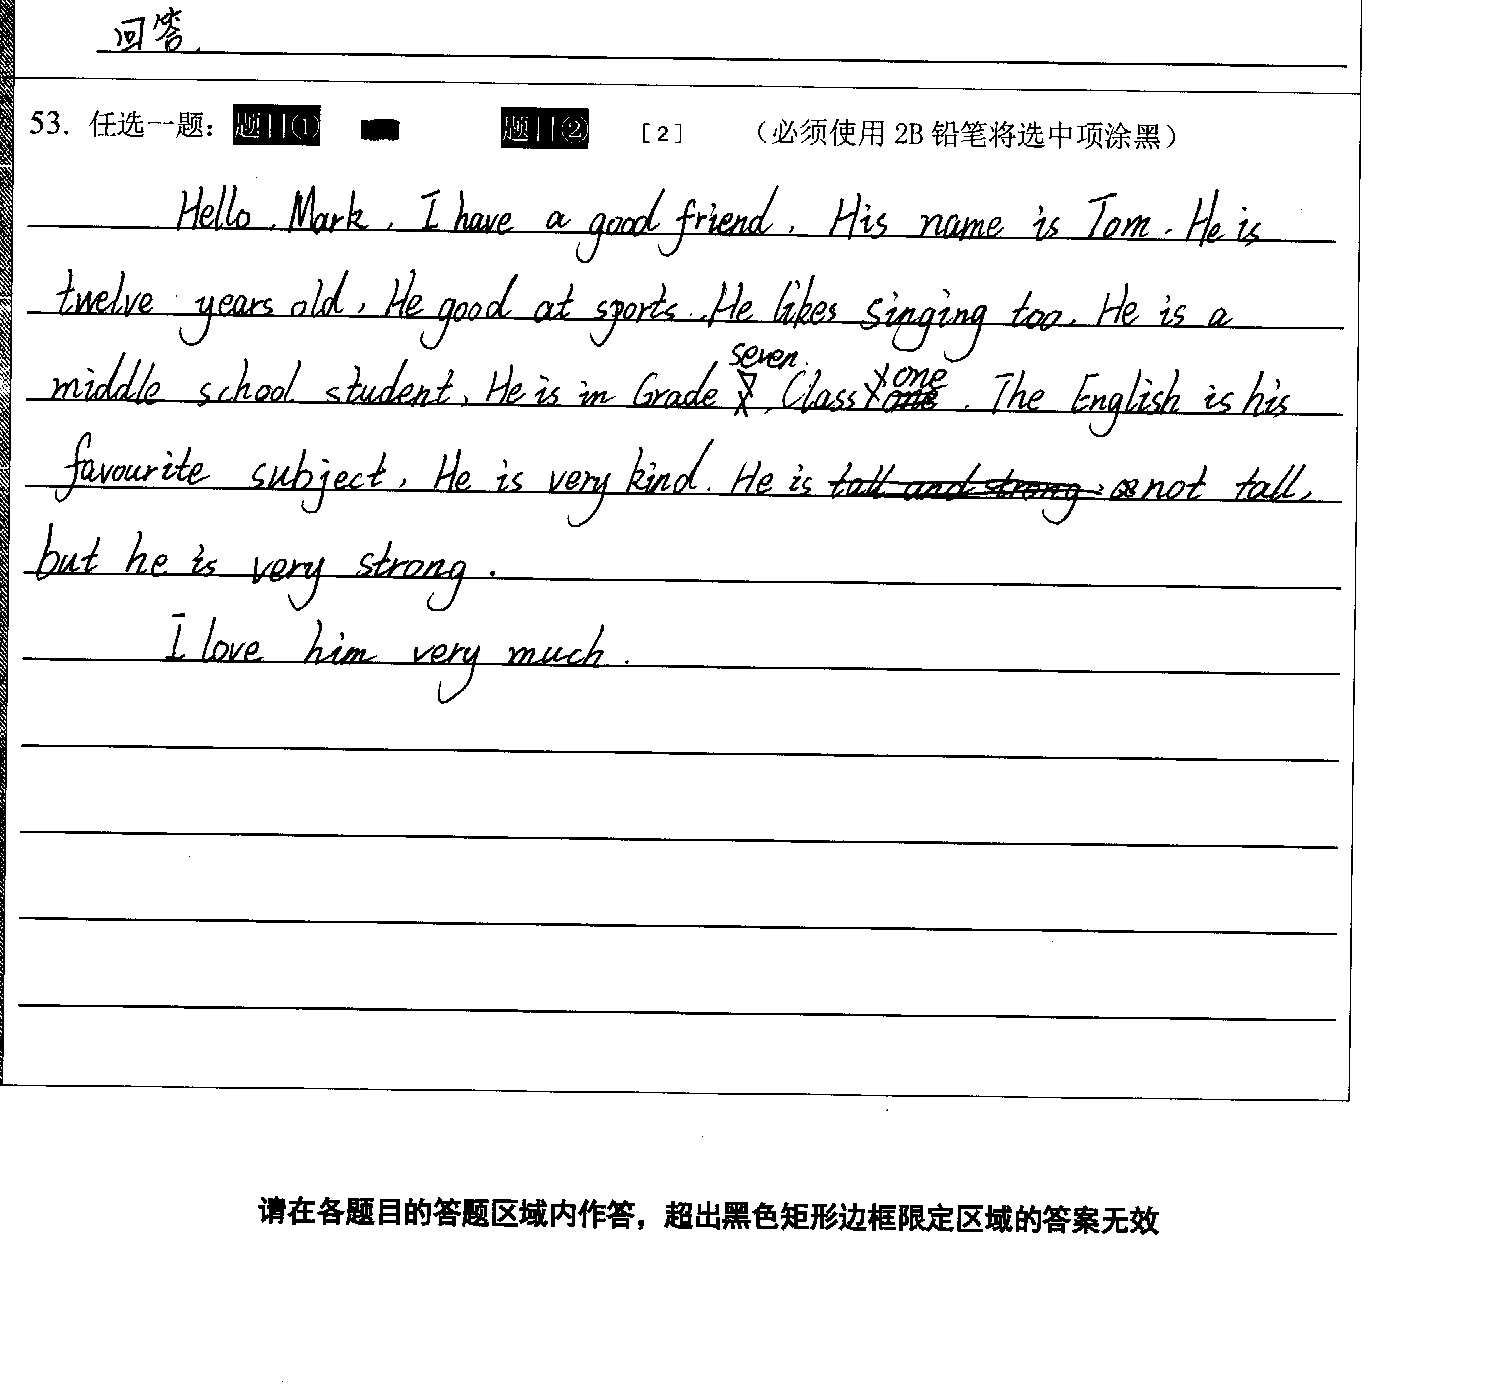 回答.
53. 任选一题: 题目① 题目② [2] (必须使用 2B 铅笔将选中项涂黑)
Hello, Mark, I have a good friend. His name is Tom. He is
twelve years old, He good at sports. He likes singing too. He is a
seven. one
middle school student, He is in Grade 7, Class one. The English is his
favourite subject, He is very kind. He is tall and strong. not tall,
but he is very strong.
I love him very much.
请在各题目的答题区域内作答，超出黑色矩形边框限定区域的答案无效